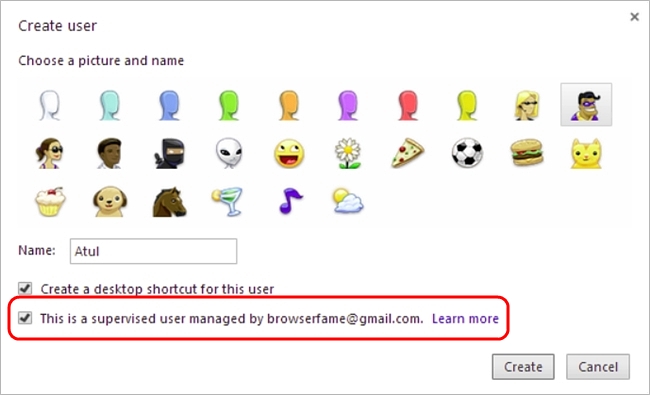 Create user
Choose a picture and name
Name: Atul
Create a desktop shortcut for this user
This is a supervised user managed by browserfame@gmail.com. Learn more
Create Cancel